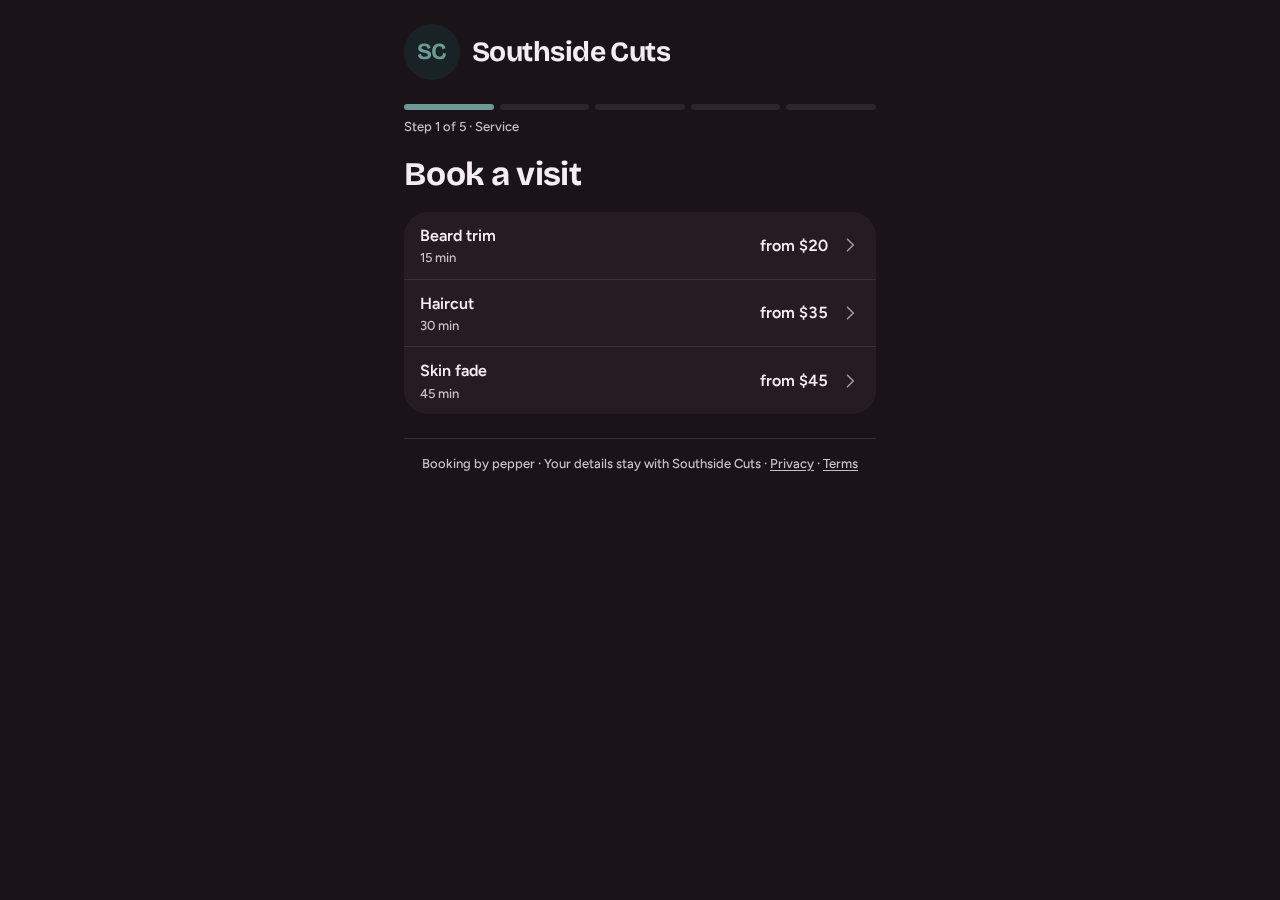 SC
Southside Cuts
Step 1 of 5 · Service
Book a visit
Beard trim
15 min
from $20
Haircut
30 min
from $35
Skin fade
45 min
from $45
Booking by pepper · Your details stay with Southside Cuts · Privacy · Terms